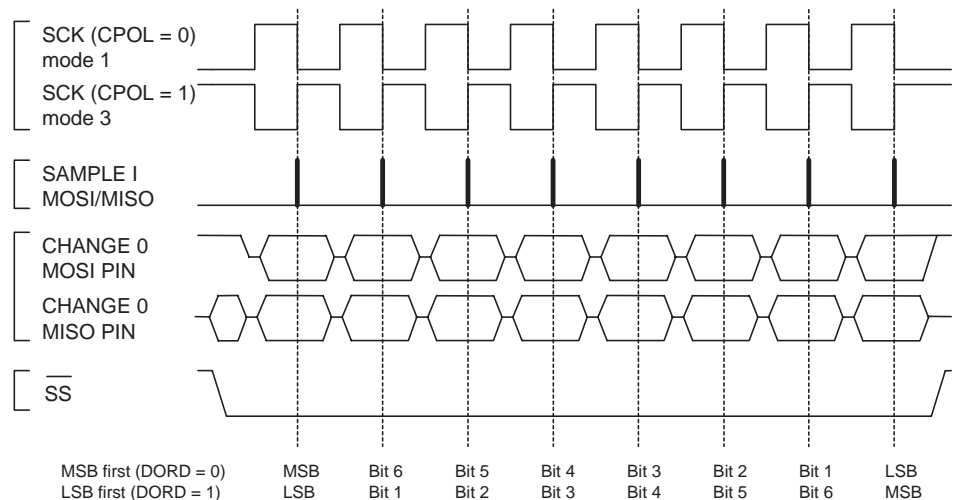 SCK (CPOL = 0)
mode 1
SCK (CPOL = 1)
mode 3
SAMPLE I
MOSI/MISO
CHANGE 0
MOSI PIN
CHANGE 0
MISO PIN
SS
MSB first (DORD = 0) MSB Bit 6 Bit 5 Bit 4 Bit 3 Bit 2 Bit 1 LSB
LSB first (DORD = 1) LSB Bit 1 Bit 2 Bit 3 Bit 4 Bit 5 Bit 6 MSB